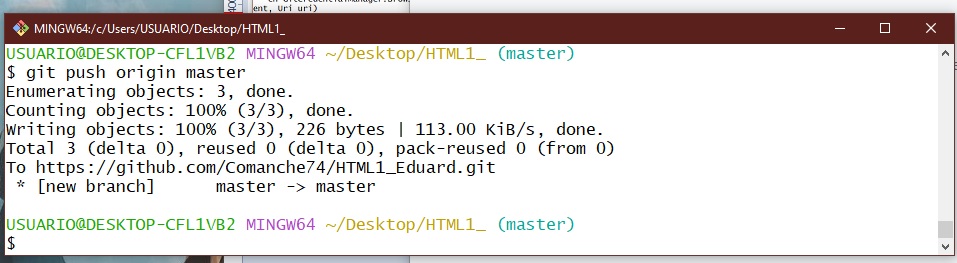 ent, Uri uri)
MINGW64:/c/Users/USUARIO/Desktop/HTML1_
USUARIO@DESKTOP-CFL1VB2 MINGW64 ~/Desktop/HTML1_ (master)
$ git push origin master
Enumerating objects: 3, done.
Counting objects: 100% (3/3), done.
Writing objects: 100% (3/3), 226 bytes | 113.00 KiB/s, done.
Total 3 (delta 0), reused 0 (delta 0), pack-reused 0 (from 0)
To https://github.com/Comanche74/HTML1_Eduard.git
 * [new branch]      master -> master
USUARIO@DESKTOP-CFL1VB2 MINGW64 ~/Desktop/HTML1_ (master)
$